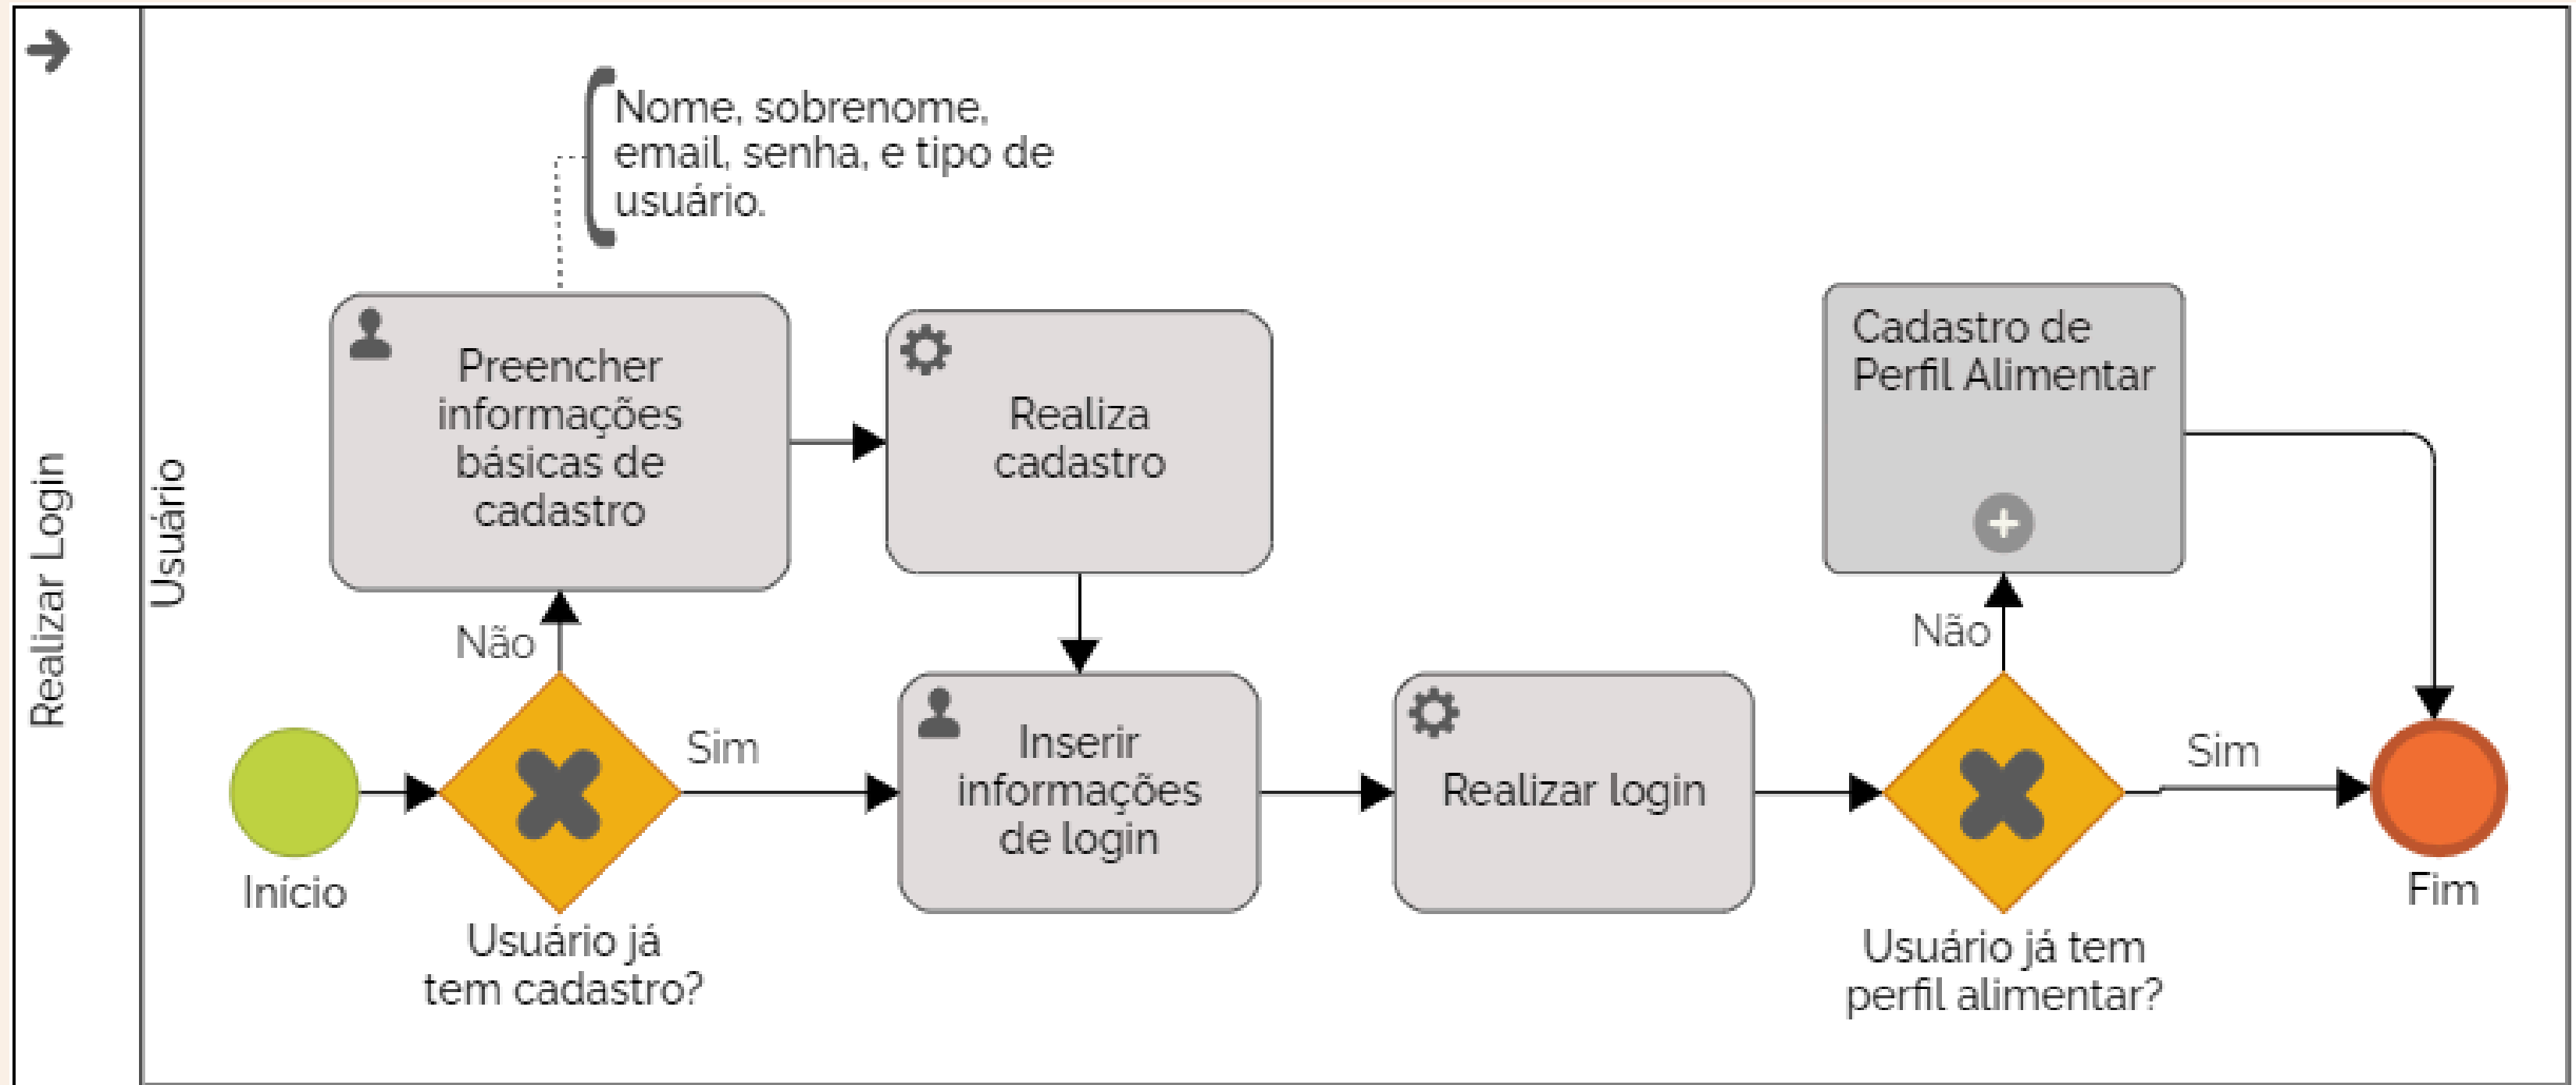 Realizar Login
Usuário
Nome, sobrenome,
email, senha, e tipo de
usuário.
Preencher
informações
básicas de
cadastro
Realiza
cadastro
Cadastro de
Perfil Alimentar
Não
Não
Sim
Inserir
informações
de login
Realizar login
Sim
Início
Fim
Usuário já
tem cadastro?
Usuário já tem
perfil alimentar?